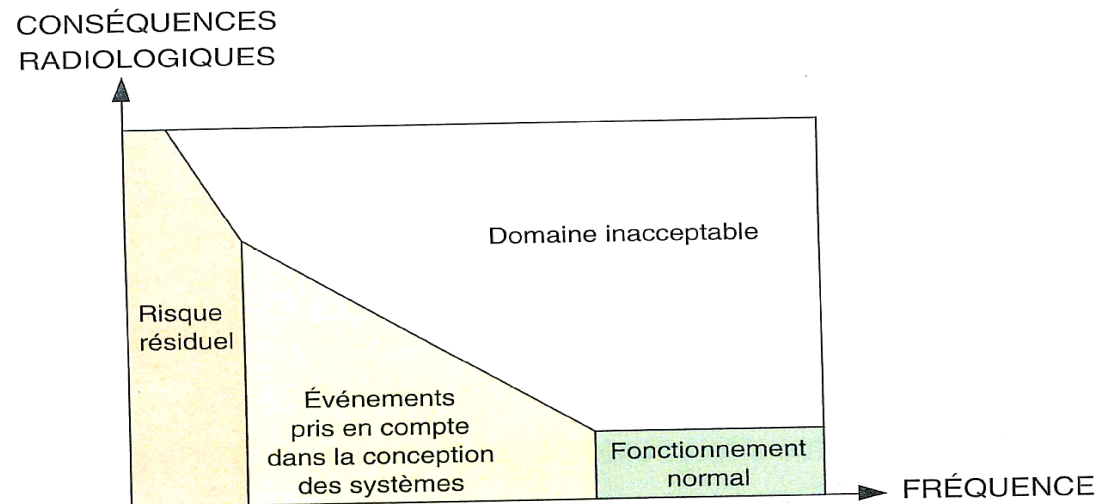 CONSÉQUENCES
RADIOLOGIQUES
Domaine inacceptable
Risque
résiduel
Événements
pris en compte
dans la conception
des systèmes
Fonctionnement
normal
FRÉQUENCE